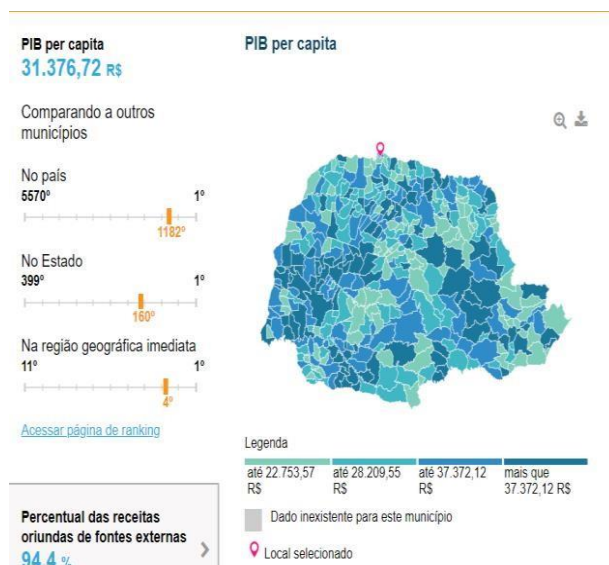 PIB per capita
31.376,72 R$
Comparando a outros
municípios
No país
5570º
1º
1182º
No Estado
399º
1º
160º
Na região geográfica imediata
11º
1º
4º
Acessar página de ranking
Percentual das receitas
oriundas de fontes externas
94,4 %
PIB per capita
Legenda
até 22.753,57
R$
até 28.209,55
R$
até 37.372,12
R$
mais que
37.372,12 R$
Dado inexistente para este município
Local selecionado